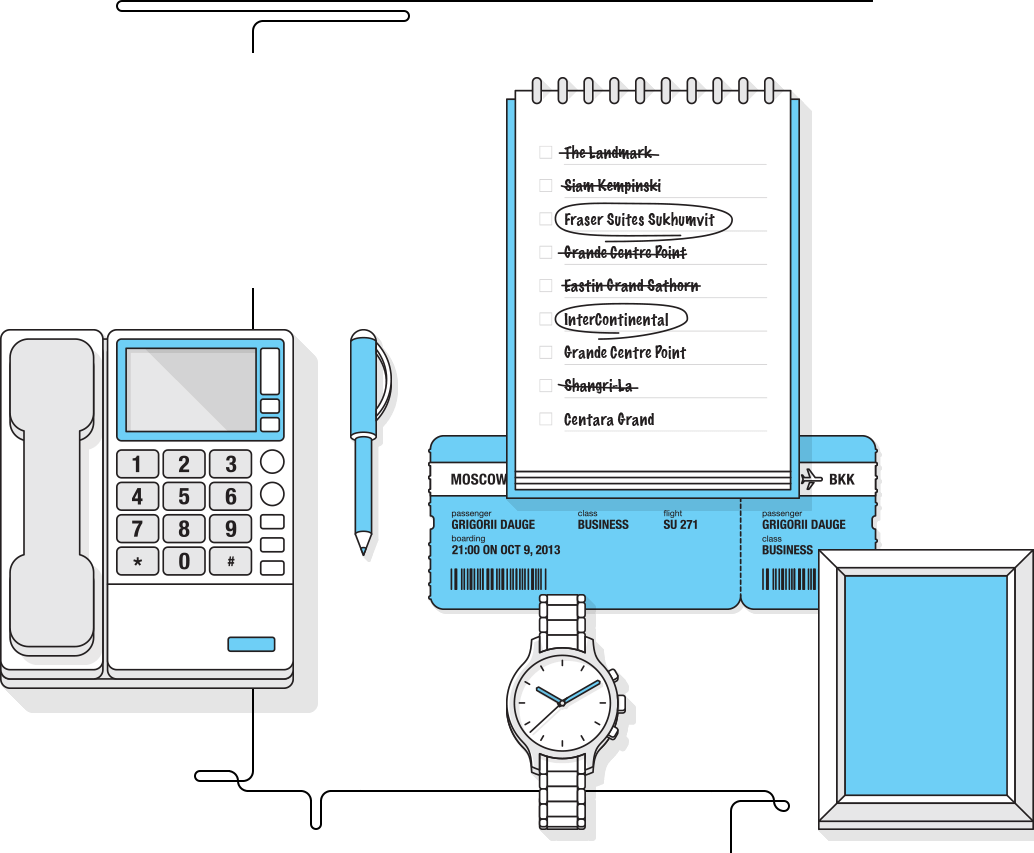 The Landmark
Siam Kempinski
Fraser Suites Sukhumvit
Grande Centre Point
Eastin Grand Sathorn
InterContinental
Grande Centre Point
Shangri-La
Centara Grand
1 2 3
4 5 6
7 8 9
* 0 #
MOSCOW BKK
passenger class flight passenger
GRIGORII DAUGE BUSINESS SU 271 GRIGORII DAUGE
boarding class
21:00 ON OCT 9, 2013 BUSINESS